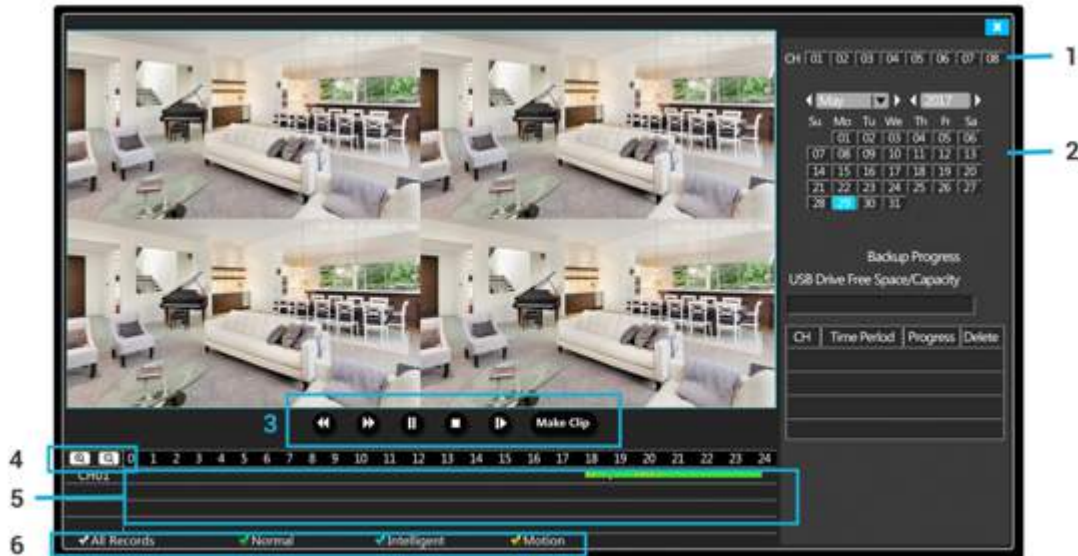 CH 01 02 03 04 05 06 07 08
1
May 2017
Su Mo Tu We Th Fr Sa
01 02 03 04 05 06
07 08 09 10 11 12 13
2
14 15 16 17 18 19 20
21 22 23 24 25 26 27
28 29 30 31
Backup Progress
USB Drive Free Space/Capacity
CH Time Period Progress Delete
3
Make Clip
4
0 1 2 3 4 5 6 7 8 9 10 11 12 13 14 15 16 17 18 19 20 21 22 23 24
CH01
5
6
All Records Normal Intelligent Motion